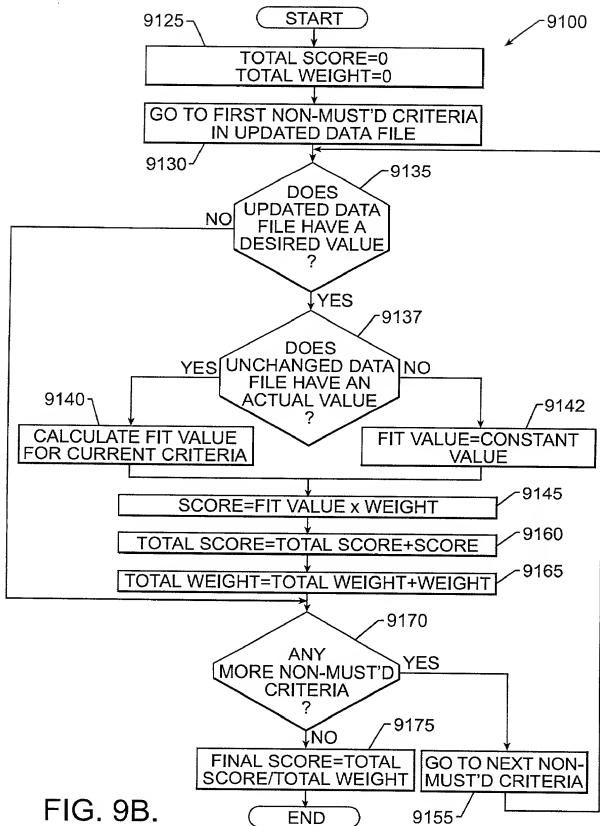 START
9125
9100
TOTAL SCORE=0
TOTAL WEIGHT=0
GO TO FIRST NON-MUST'D CRITERIA
IN UPDATED DATA FILE
9130
9135
DOES
UPDATED DATA
FILE HAVE A
DESIRED VALUE
?
NO
YES
9137
DOES
UNCHANGED DATA
FILE HAVE AN
ACTUAL VALUE
?
YES
NO
9140
9142
CALCULATE FIT VALUE
FOR CURRENT CRITERIA
FIT VALUE=CONSTANT
VALUE
SCORE=FIT VALUE x WEIGHT
9145
TOTAL SCORE=TOTAL SCORE+SCORE
9160
TOTAL WEIGHT=TOTAL WEIGHT+WEIGHT
9165
9170
ANY
MORE NON-MUST'D
CRITERIA
?
YES
NO
9175
FINAL SCORE=TOTAL
SCORE/TOTAL WEIGHT
GO TO NEXT NON-
MUST'D CRITERIA
9155
END
FIG. 9B.